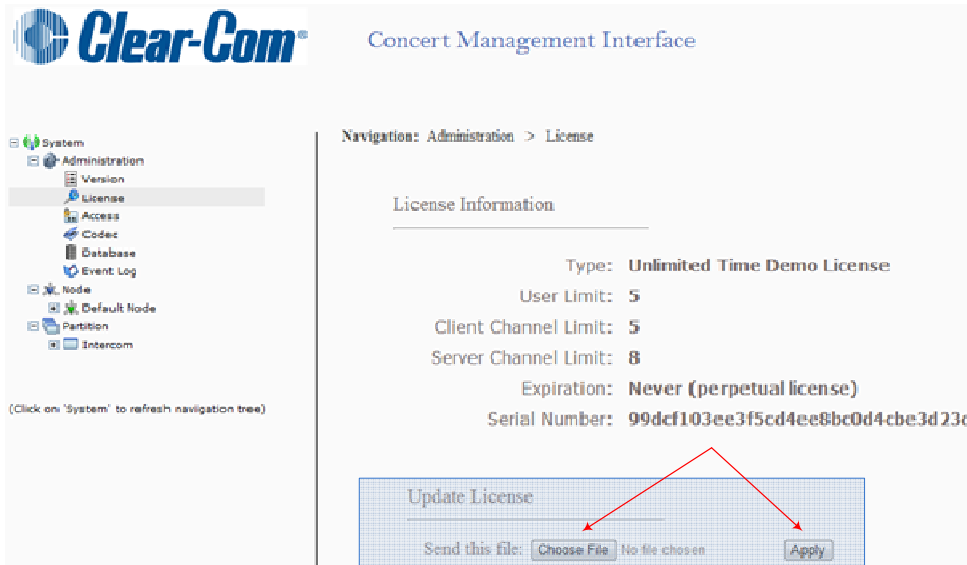 Clear-Com®
Concert Management Interface
System
Administration
Version
License
Access
Codec
Database
Event Log
Node
Default Node
Partition
Intercom
(Click on 'System' to refresh navigation tree)
Navigation: Administration > License
License Information
Type: Unlimited Time Demo License
User Limit: 5
Client Channel Limit: 5
Server Channel Limit: 8
Expiration: Never (perpetual license)
Serial Number: 99dcf103ee3f5cd4ee8bc0d4cbe3d23c
Update License
Send this file: Choose File No file chosen Apply